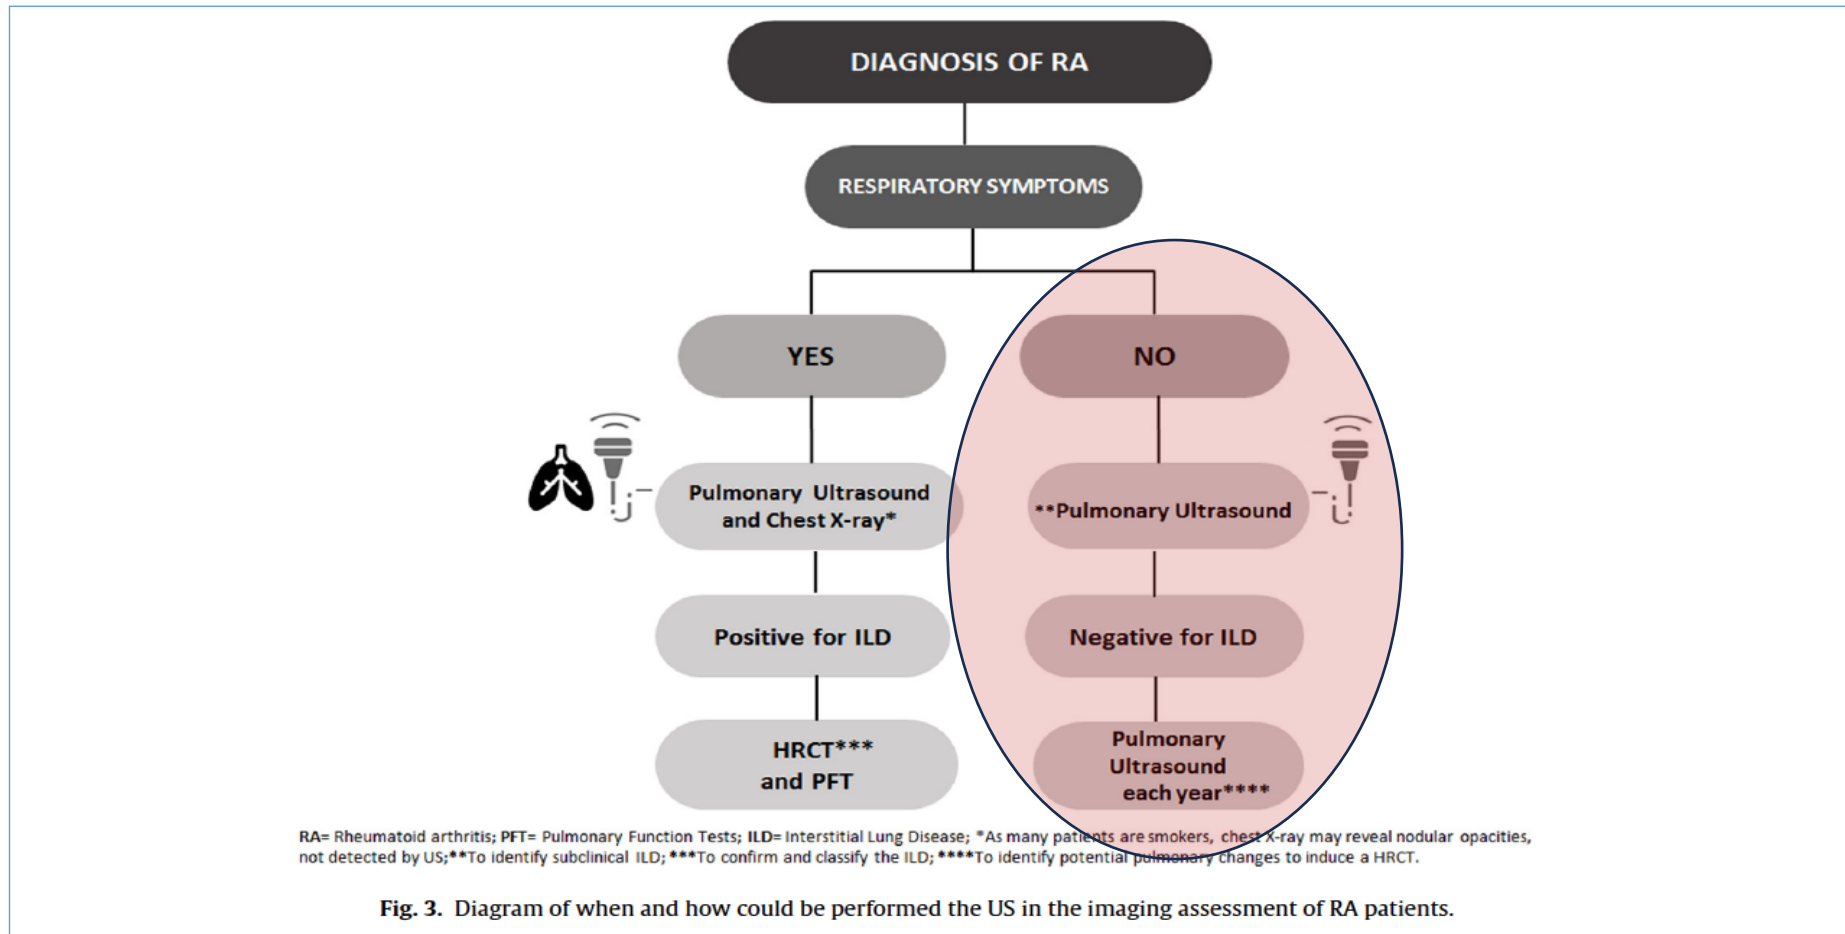 DIAGNOSIS OF RA
RESPIRATORY SYMPTOMS
YES
NO
Pulmonary Ultrasound
and Chest X-ray*
**Pulmonary Ultrasound
Positive for ILD
Negative for ILD
HRCT***
and PFT
Pulmonary
Ultrasound
each year****
RA= Rheumatoid arthritis; PFT= Pulmonary Function Tests; ILD= Interstitial Lung Disease; *As many patients are smokers, chest X-ray may reveal nodular opacities,
not detected by US;**To identify subclinical ILD; ***To confirm and classify the ILD; ****To identify potential pulmonary changes to induce a HRCT.
Fig. 3. Diagram of when and how could be performed the US in the imaging assessment of RA patients.